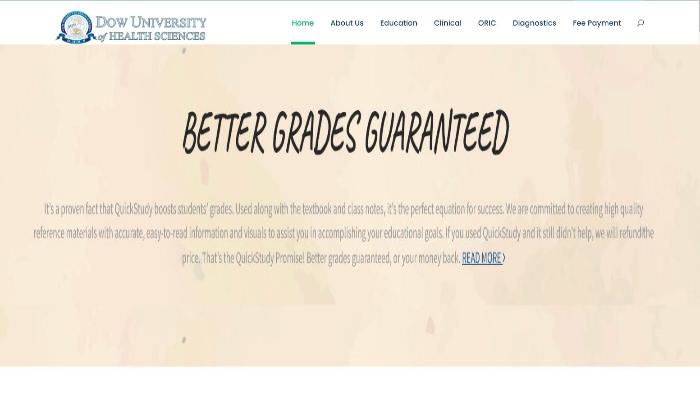 DOW UNIVERSITY
of HEALTH SCIENCES
Home About Us Education Clinical ORIC Diagnostics Fee Payment
BETTER GRADES GUARANTEED
It's a proven fact that QuickStudy boosts students' grades. Used along with the textbook and class notes, it's the perfect equation for success. We are committed to creating high quality
reference materials with accurate, easy-to-read information and visuals to assist you in accomplishing your educational goals. If you used QuickStudy and it still didn't help, we will refundthe
price. That's the QuickStudy Promise! Better grades guaranteed, or your money back. READ MORE >